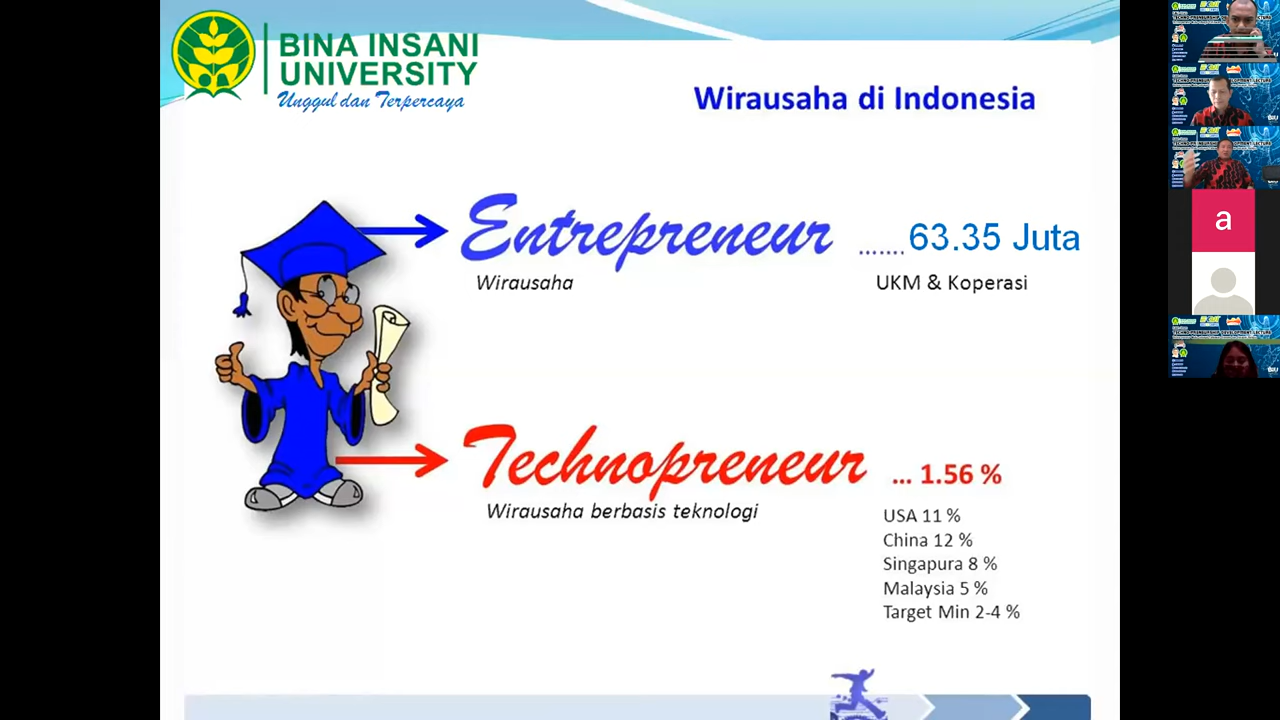 BINA INSANI
UNIVERSITY
Unggul dan Terpercaya
Wirausaha di Indonesia
Entrepreneur ....... 63.35 Juta
Wirausaha
UKM & Koperasi
Technopreneur ... 1.56 %
Wirausaha berbasis teknologi
USA 11 %
China 12 %
Singapura 8 %
Malaysia 5 %
Target Min 2-4 %
a